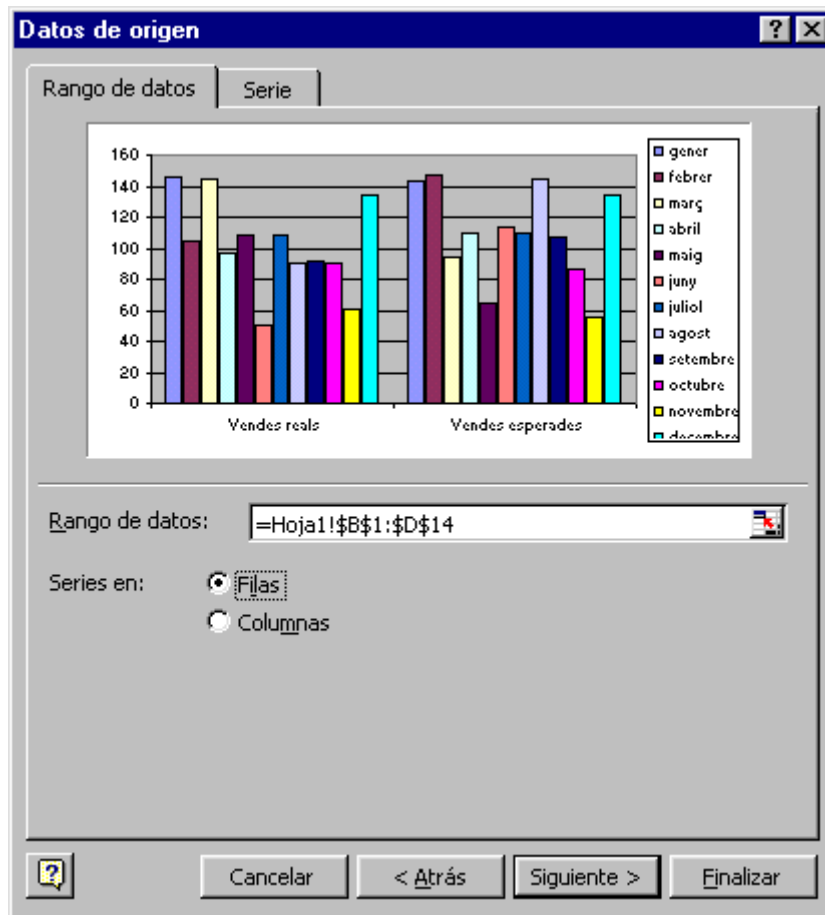 Datos de origen
Rango de datos
Serie
160
140
120
100
80
60
40
20
0
Vendes reals
Vendes esperades
gener
febrer
març
abril
maig
juny
juliol
agost
setembre
octubre
novembre
decembre
Rango de datos:
=Hoja1!$B$1:$D$14
Series en:
Filas
Columnas
Cancelar
< Atrás
Siguiente >
Finalizar